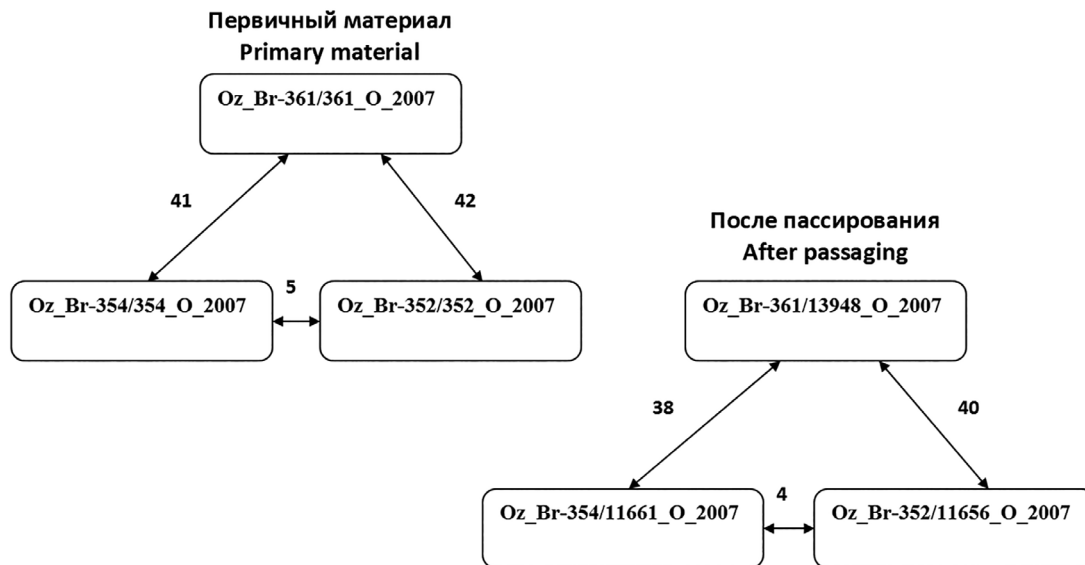 Первичный материал
Primary material
Oz_Br-361/361_O_2007
41
42
Oz_Br-354/354_O_2007
5
Oz_Br-352/352_O_2007
После пассирования
After passaging
Oz_Br-361/13948_O_2007
38
40
Oz_Br-354/11661_O_2007
4
Oz_Br-352/11656_O_2007